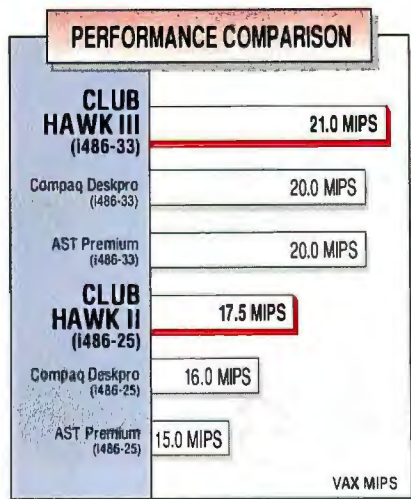 PERFORMANCE COMPARISON
CLUB
HAWK III
(i486-33)
21.0 MIPS
Compaq Deskpro
(i486-33)
20.0 MIPS
AST Premium
(i486-33)
20.0 MIPS
CLUB
HAWK II
(i486-25)
17.5 MIPS
Compaq Deskpro
(i486-25)
16.0 MIPS
AST Premium
(i486-25)
15.0 MIPS
VAX MIPS